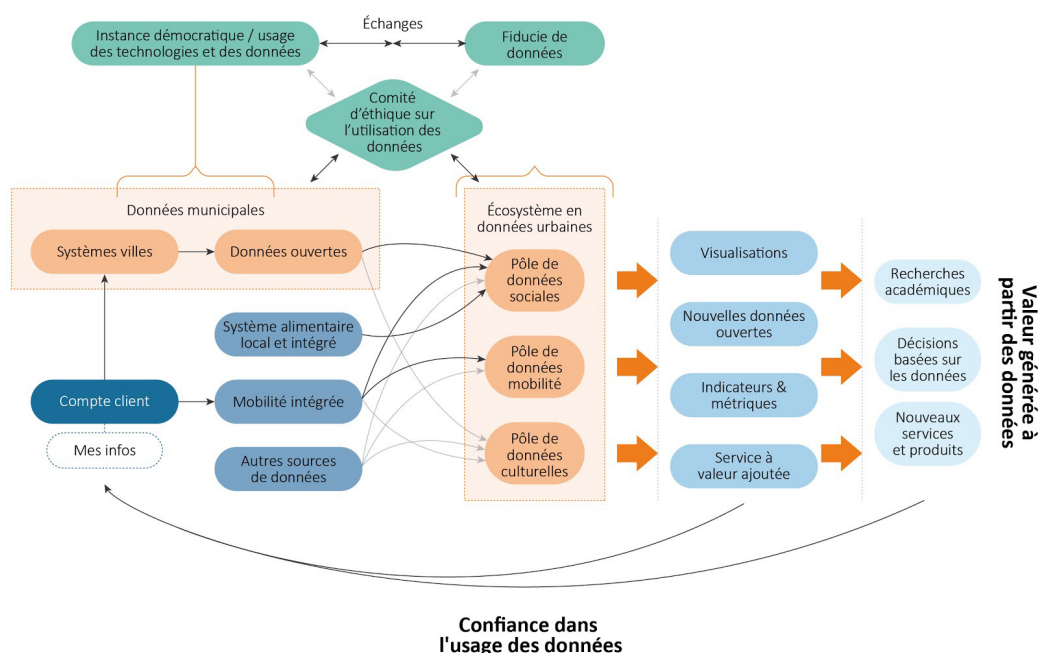 Échanges
Instance démocratique / usage
des technologies et des données
Fiducie de
données
Comité
d'éthique sur
l'utilisation des
données
Données municipales
Systèmes villes
Données ouvertes
Système alimentaire
local et intégré
Compte client
Mobilité intégrée
Mes infos
Autres sources
de données
Écosystème en
données urbaines
Pôle de
données
sociales
Pôle de
données
mobilité
Pôle de
données
culturelles
Visualisations
Nouvelles données
ouvertes
Indicateurs &
métriques
Service à
valeur ajoutée
Recherches
académiques
Décisions
basées sur
les données
Nouveaux
services
et produits
Valeur générée à
partir des données
Confiance dans
l'usage des données